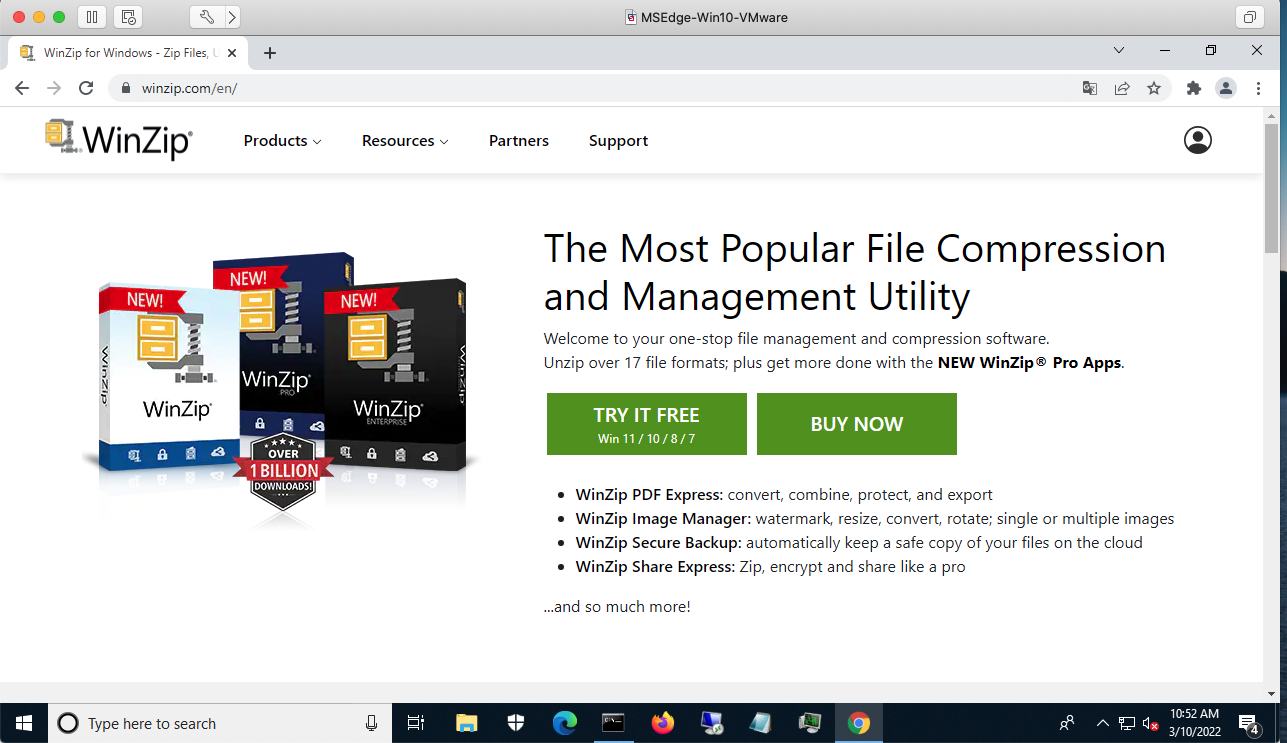 MSEdge-Win10-VMware
WinZip for Windows - Zip Files, U
winzip.com/en/
WinZip®
Products
Resources
Partners
Support
NEW!
NEW!
NEW!
WinZip®
WinZip®
PRO
WinZip®
ENTERPRISE
WinZip
WinZip
OVER
1 BILLION
DOWNLOADS!
The Most Popular File Compression
and Management Utility
Welcome to your one-stop file management and compression software.
Unzip over 17 file formats; plus get more done with the NEW WinZip® Pro Apps.
TRY IT FREE
Win 11 / 10 / 8 / 7
BUY NOW
• WinZip PDF Express: convert, combine, protect, and export
• WinZip Image Manager: watermark, resize, convert, rotate; single or multiple images
• WinZip Secure Backup: automatically keep a safe copy of your files on the cloud
• WinZip Share Express: Zip, encrypt and share like a pro
...and so much more!
Type here to search
10:52 AM
3/10/2022
4